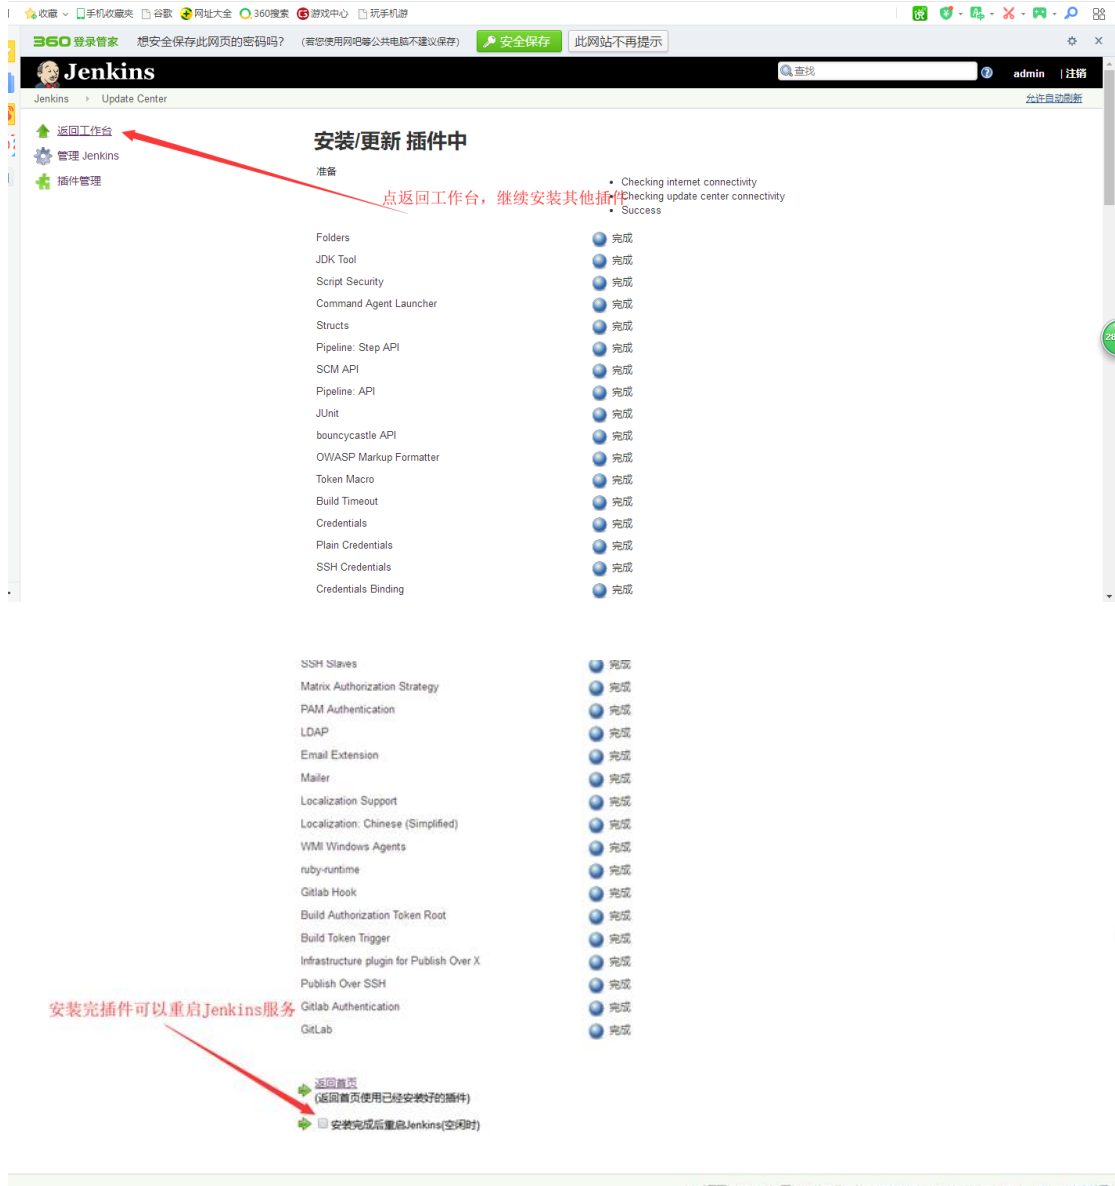 收藏 手机收藏夹 谷歌 网址大全 360搜索 游戏中心 玩手机游
360登录管家 想安全保存此网页的密码吗? (若您使用网吧等公共电脑不建议保存) 安全保存 此网站不再提示
Jenkins 查找 admin | 注销
Jenkins Update Center 允许自动刷新
返回工作台
管理 Jenkins
插件管理
安装/更新 插件中
准备
Checking internet connectivity
Checking update center connectivity
Success
点返回工作台，继续安装其他插件
Folders 完成
JDK Tool 完成
Script Security 完成
Command Agent Launcher 完成
Structs 完成
Pipeline: Step API 完成
SCM API 完成
Pipeline: API 完成
JUnit 完成
bouncycastle API 完成
OWASP Markup Formatter 完成
Token Macro 完成
Build Timeout 完成
Credentials 完成
Plain Credentials 完成
SSH Credentials 完成
Credentials Binding 完成
28
SSH Slaves 完成
Matrix Authorization Strategy 完成
PAM Authentication 完成
LDAP 完成
Email Extension 完成
Mailer 完成
Localization Support 完成
Localization: Chinese (Simplified) 完成
WMI Windows Agents 完成
ruby-runtime 完成
Gitlab Hook 完成
Build Authorization Token Root 完成
Build Token Trigger 完成
Infrastructure plugin for Publish Over X 完成
Publish Over SSH 完成
Gitlab Authentication 完成
GitLab 完成
安装完插件可以重启Jenkins服务
返回首页
(返回首页使用已经安装好的插件)
安装完成后重启Jenkins(空闲时)